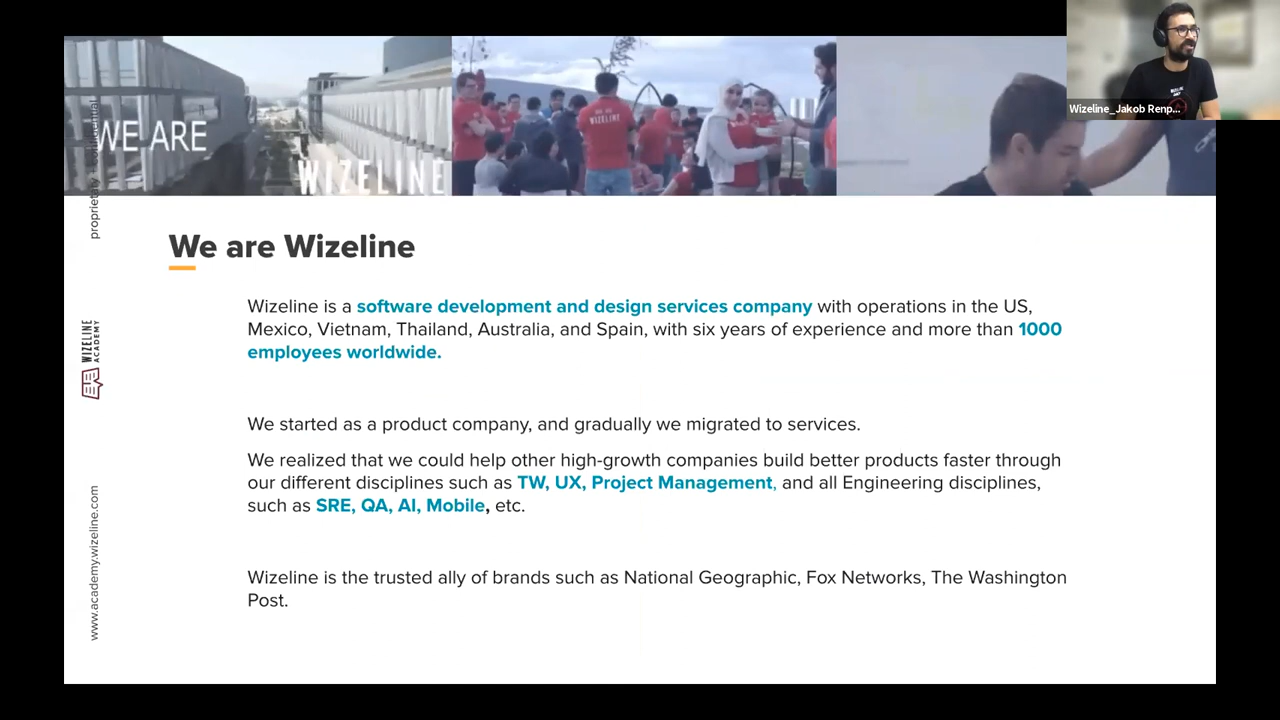 WE ARE
WIZELINE
WIZELINE
Wizeline_Jakob Renp...
proprietary + confidential
We are Wizeline
Wizeline is a software development and design services company with operations in the US,
Mexico, Vietnam, Thailand, Australia, and Spain, with six years of experience and more than 1000
employees worldwide.
WIZELINE
ACADEMY
We started as a product company, and gradually we migrated to services.
We realized that we could help other high-growth companies build better products faster through
our different disciplines such as TW, UX, Project Management, and all Engineering disciplines,
such as SRE, QA, AI, Mobile, etc.
www.academy.wizeline.com
Wizeline is the trusted ally of brands such as National Geographic, Fox Networks, The Washington
Post.